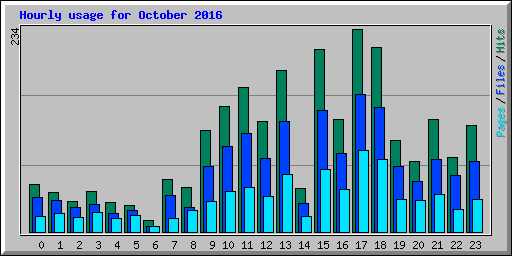 Hourly usage for October 2016
234
Pages/Files/Hits
0 1 2 3 4 5 6 7 8 9 10 11 12 13 14 15 16 17 18 19 20 21 22 23